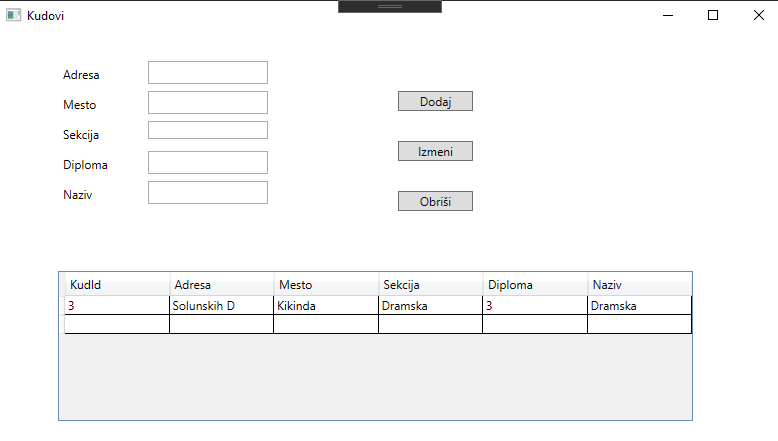 Kudovi
Adresa
Mesto
Dodaj
Sekcija
Izmeni
Diploma
Naziv
Obriši
KudId Adresa Mesto Sekcija Diploma Naziv
3 Solunskih D Kikinda Dramska 3 Dramska